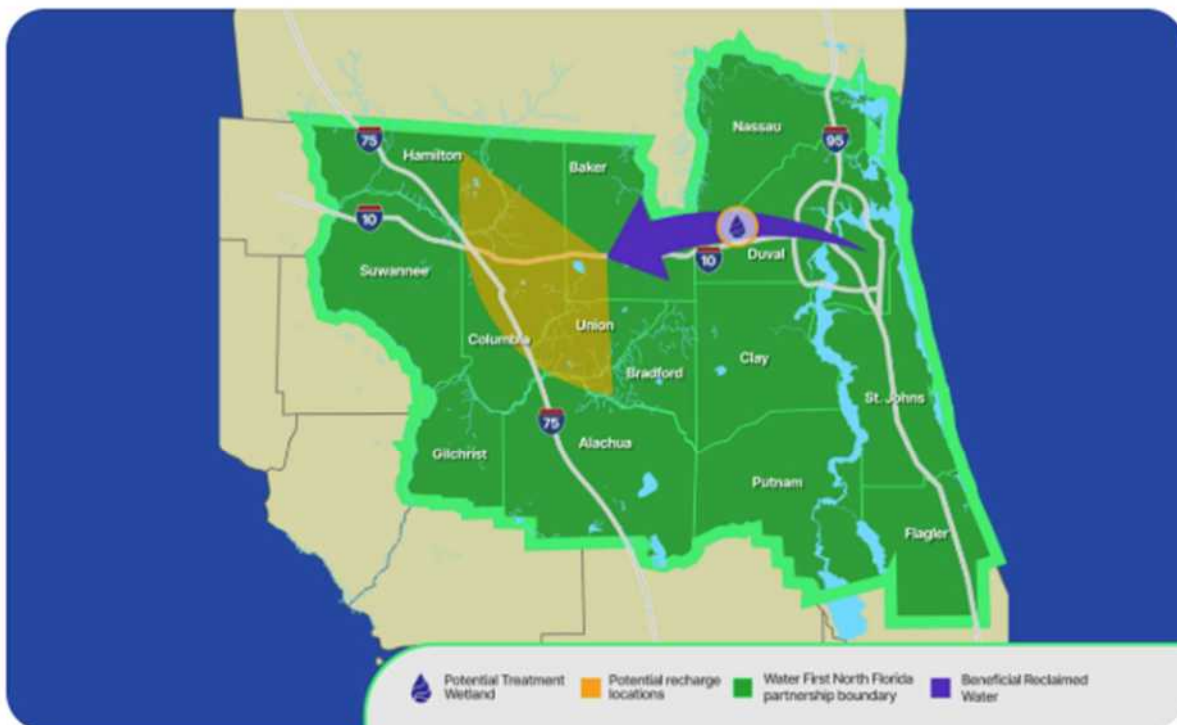 Nassau
95
75
Hamilton
Baker
10
Duval
10
Suwannee
Union
Columbia
Clay
Bradford
St. Johns
75
Alachua
Gilchrist
Putnam
Flagler
Potential Treatment
Wetland
Potential recharge
locations
Water First North Florida
partnership boundary
Beneficial Reclaimed
Water